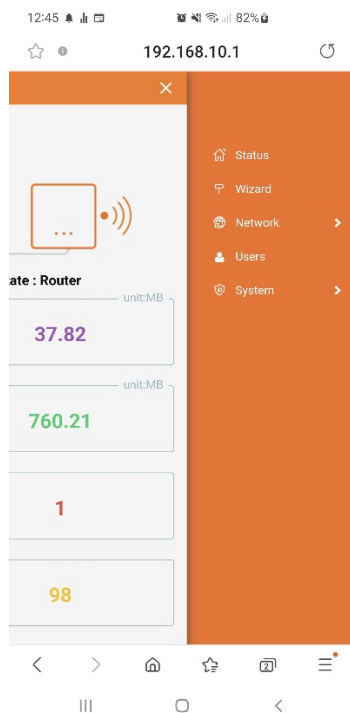 12:45
82%
192.168.10.1
Status
Wizard
Network
Users
System
ate : Router
unit:MB
37.82
unit:MB
760.21
1
98
2